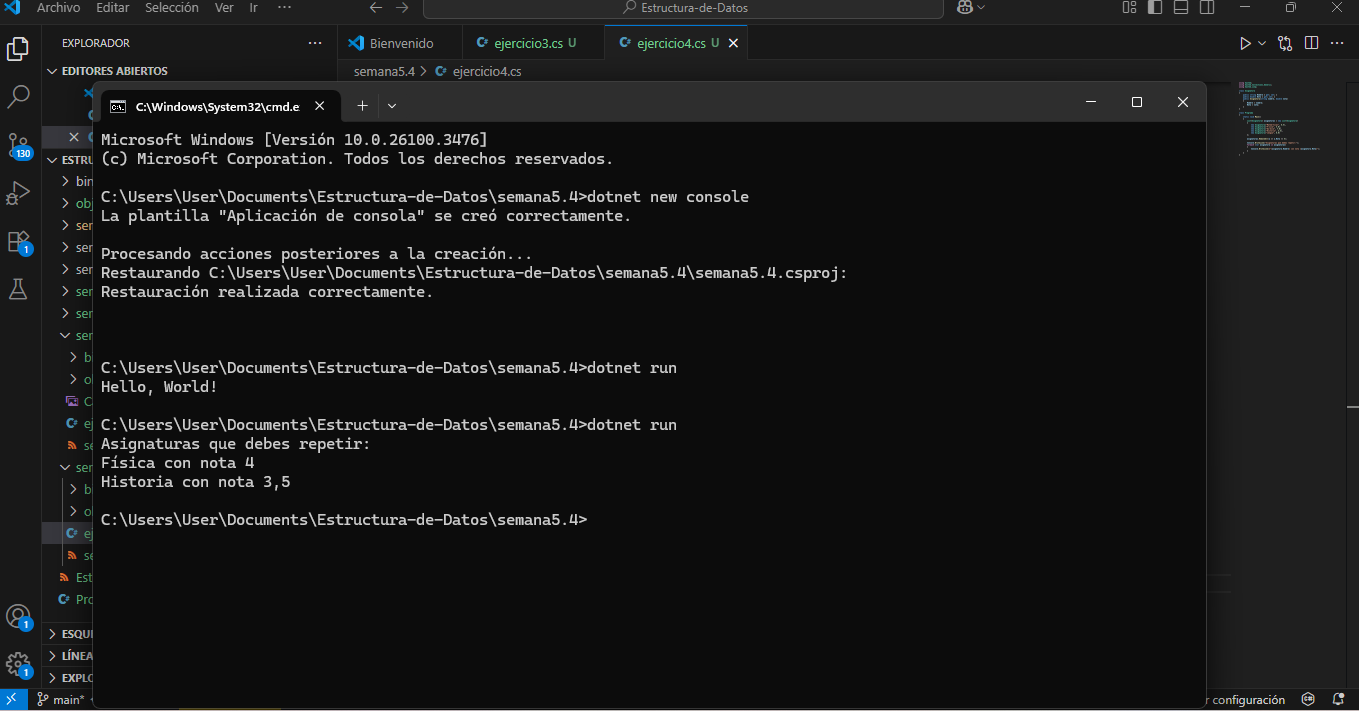 Archivo Editar Selección Ver Ir ···
Estructura-de-Datos
EXPLORADOR ···
Bienvenido
C# ejercicio3.cs U
C# ejercicio4.cs U
EDITORES ABIERTOS
semana5.4 > C# ejercicio4.cs
C:\Windows\System32\cmd.e
Microsoft Windows [Versión 10.0.26100.3476]
(c) Microsoft Corporation. Todos los derechos reservados.
C:\Users\User\Documents\Estructura-de-Datos\semana5.4>dotnet new console
La plantilla "Aplicación de consola" se creó correctamente.
Procesando acciones posteriores a la creación...
Restaurando C:\Users\User\Documents\Estructura-de-Datos\semana5.4\semana5.4.csproj:
Restauración realizada correctamente.
C:\Users\User\Documents\Estructura-de-Datos\semana5.4>dotnet run
Hello, World!
C:\Users\User\Documents\Estructura-de-Datos\semana5.4>dotnet run
Asignaturas que debes repetir:
Física con nota 4
Historia con nota 3,5
C:\Users\User\Documents\Estructura-de-Datos\semana5.4>
130
1
ESTRU
bin
ob
ser
ser
ser
ser
ser
ser
b
o
C
C# ej
se
ser
b
o
C# ej
se
Est
C# Pro
1
ESQU
LÍNEA
1
EXPLO
main*
r configuración